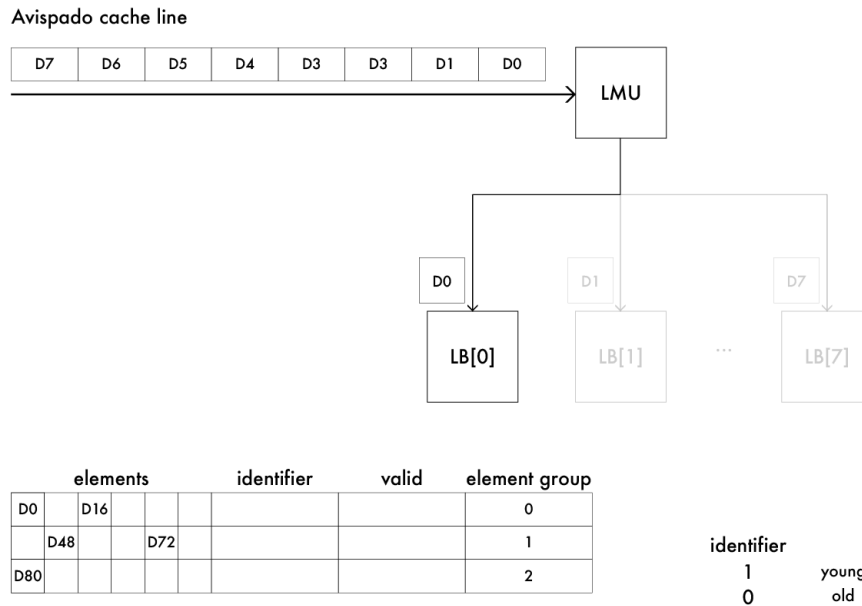 Avispado cache line
D7 D6 D5 D4 D3 D3 D1 D0
LMU
D0 D1 D7
LB[0] LB[1] ... LB[7]
elements identifier valid element group
D0 D16 0
D48 D72 1
D80 2
identifier
1 young
0 old